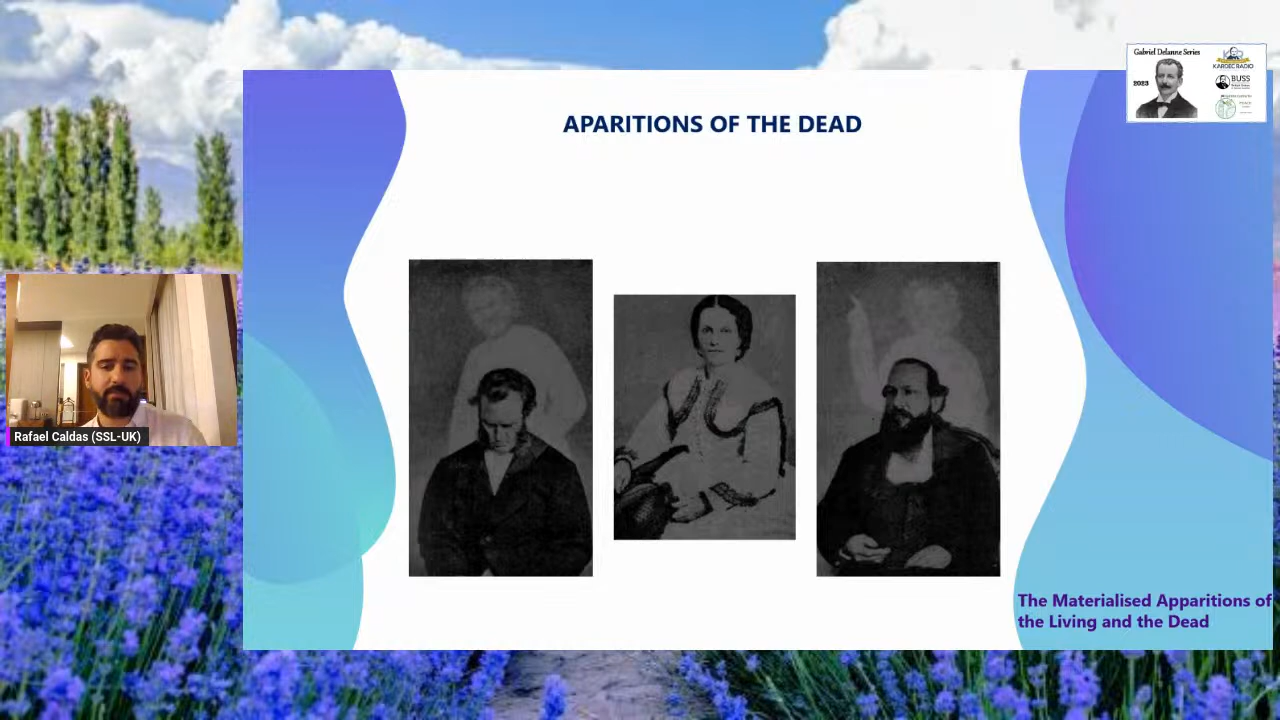 Gabriel Delanne Series
2023
KARDEC RADIO
BUSS
APARITIONS OF THE DEAD
Rafael Caldas (SSL-UK)
The Materialised Apparitions of
the Living and the Dead